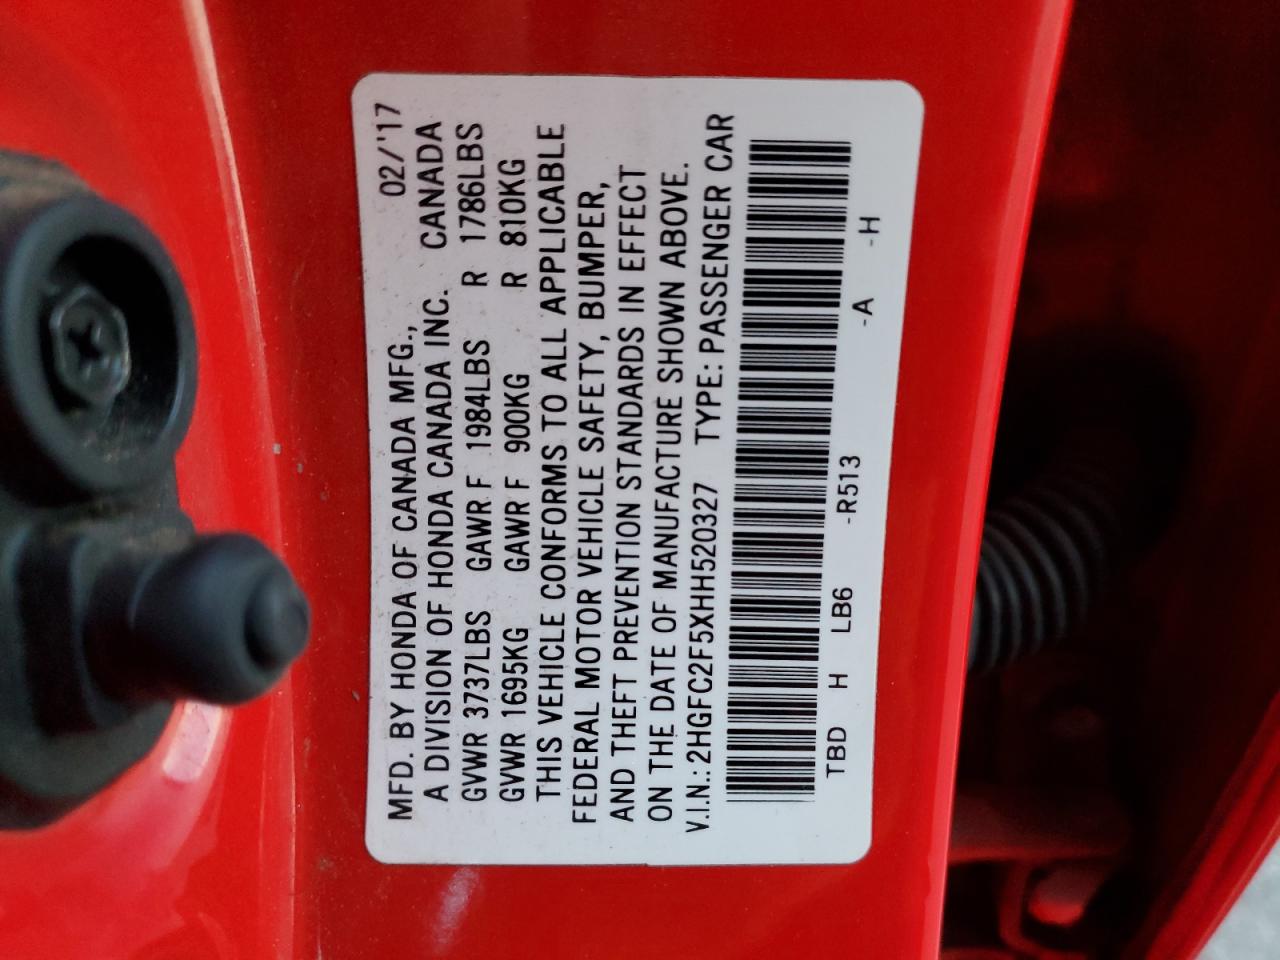 MFD. BY HONDA OF CANADA MFG., 02/'17
A DIVISION OF HONDA CANADA INC. CANADA
GVWR 3737LBS GAWR F 1984LBS R 1786LBS
GVWR 1695KG GAWR F 900KG R 810KG
THIS VEHICLE CONFORMS TO ALL APPLICABLE
FEDERAL MOTOR VEHICLE SAFETY, BUMPER,
AND THEFT PREVENTION STANDARDS IN EFFECT
ON THE DATE OF MANUFACTURE SHOWN ABOVE.
V.I.N.: 2HGFC2F5XHH520327 TYPE: PASSENGER CAR
TBD H LB6 -R513 -A -H